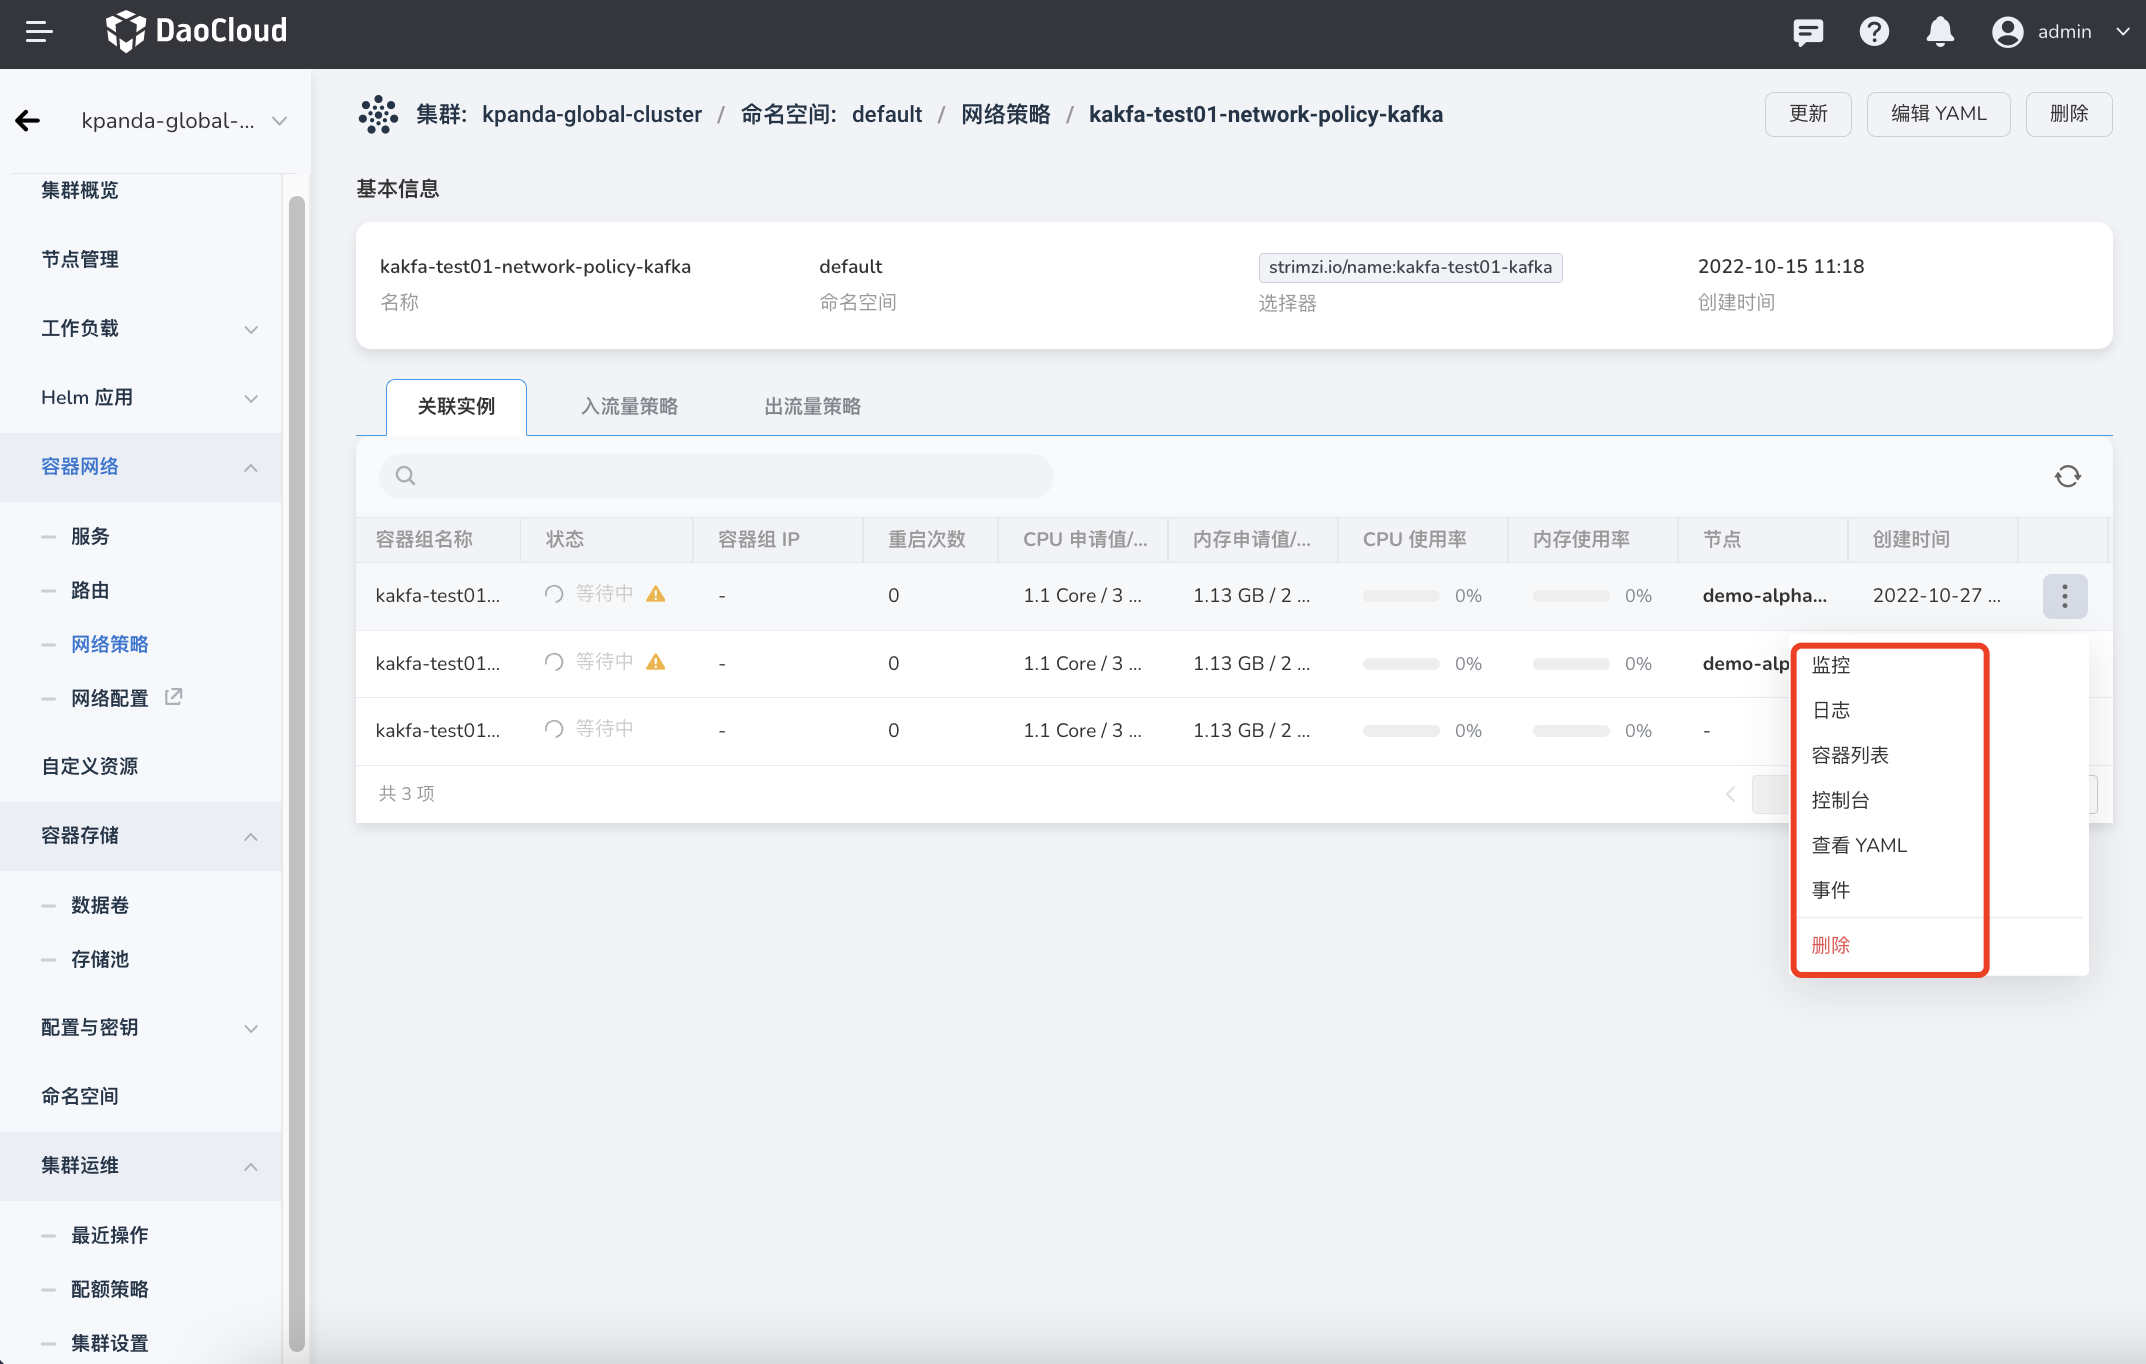 DaoCloud
admin
kpanda-global-...
集群概览
节点管理
工作负载
Helm 应用
容器网络
服务
路由
网络策略
网络配置
自定义资源
容器存储
数据卷
存储池
配置与密钥
命名空间
集群运维
最近操作
配额策略
集群设置
集群: kpanda-global-cluster / 命名空间: default / 网络策略 / kakfa-test01-network-policy-kafka
更新 编辑 YAML 删除
基本信息
kakfa-test01-network-policy-kafka default strimzi.io/name:kakfa-test01-kafka 2022-10-15 11:18
名称 命名空间 选择器 创建时间
关联实例 入流量策略 出流量策略
容器组名称 状态 容器组 IP 重启次数 CPU 申请值/... 内存申请值/... CPU 使用率 内存使用率 节点 创建时间
kakfa-test01... 等待中 - 0 1.1 Core / 3 ... 1.13 GB / 2 ... 0% 0% demo-alpha... 2022-10-27 ...
kakfa-test01... 等待中 - 0 1.1 Core / 3 ... 1.13 GB / 2 ... 0% 0% demo-alp
kakfa-test01... 等待中 - 0 1.1 Core / 3 ... 1.13 GB / 2 ... 0% 0% -
共 3 项
监控
日志
容器列表
控制台
查看 YAML
事件
删除